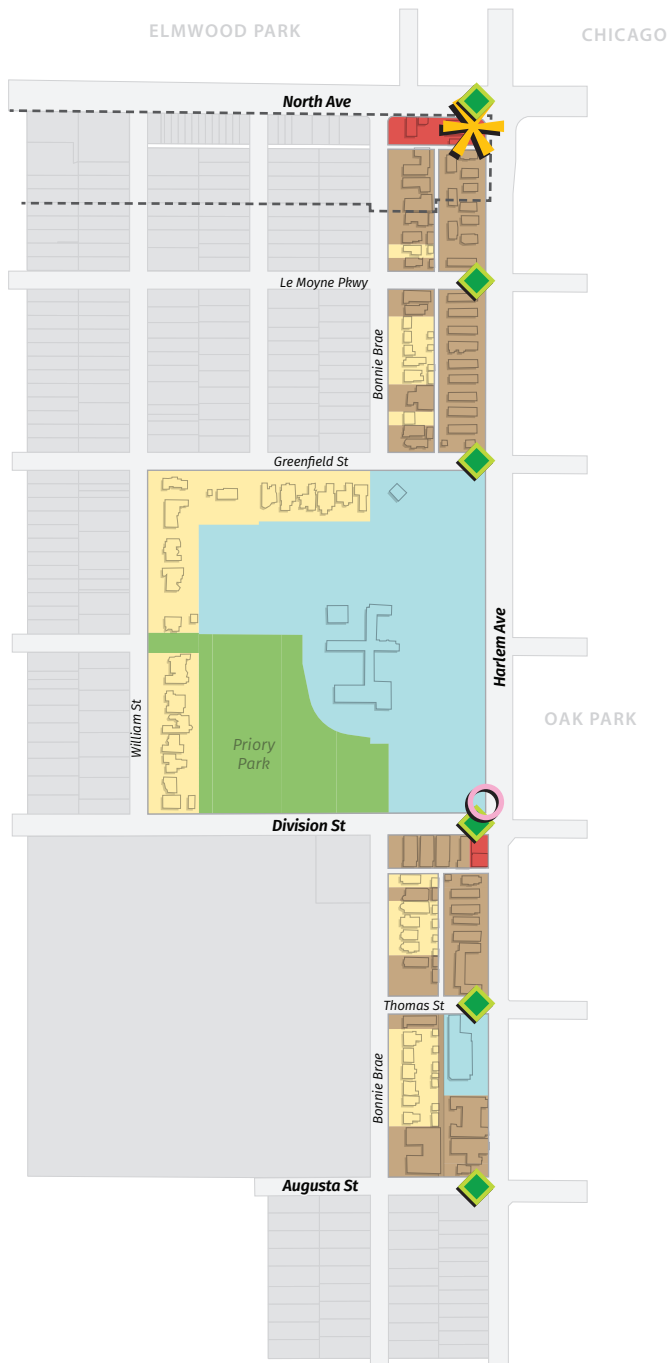 ELMWOOD PARK
CHICAGO
North Ave
Le Moyne Pkwy
Bonnie Brae
Greenfield St
Harlem Ave
William St
OAK PARK
Priory
Park
Division St
Thomas St
Bonnie Brae
Augusta St